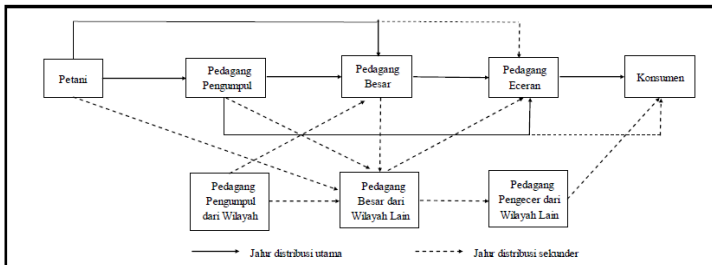 Petani
Pedagang
Pengumpul
Pedagang
Besar
Pedagang
Eceran
Konsumen
Pedagang
Pengumpul
dari Wilayah
Pedagang
Besar dari
Wilayah Lain
Pedagang
Pengecer dari
Wilayah Lain
Jalur distribusi utama
Jalur distribusi sekunder